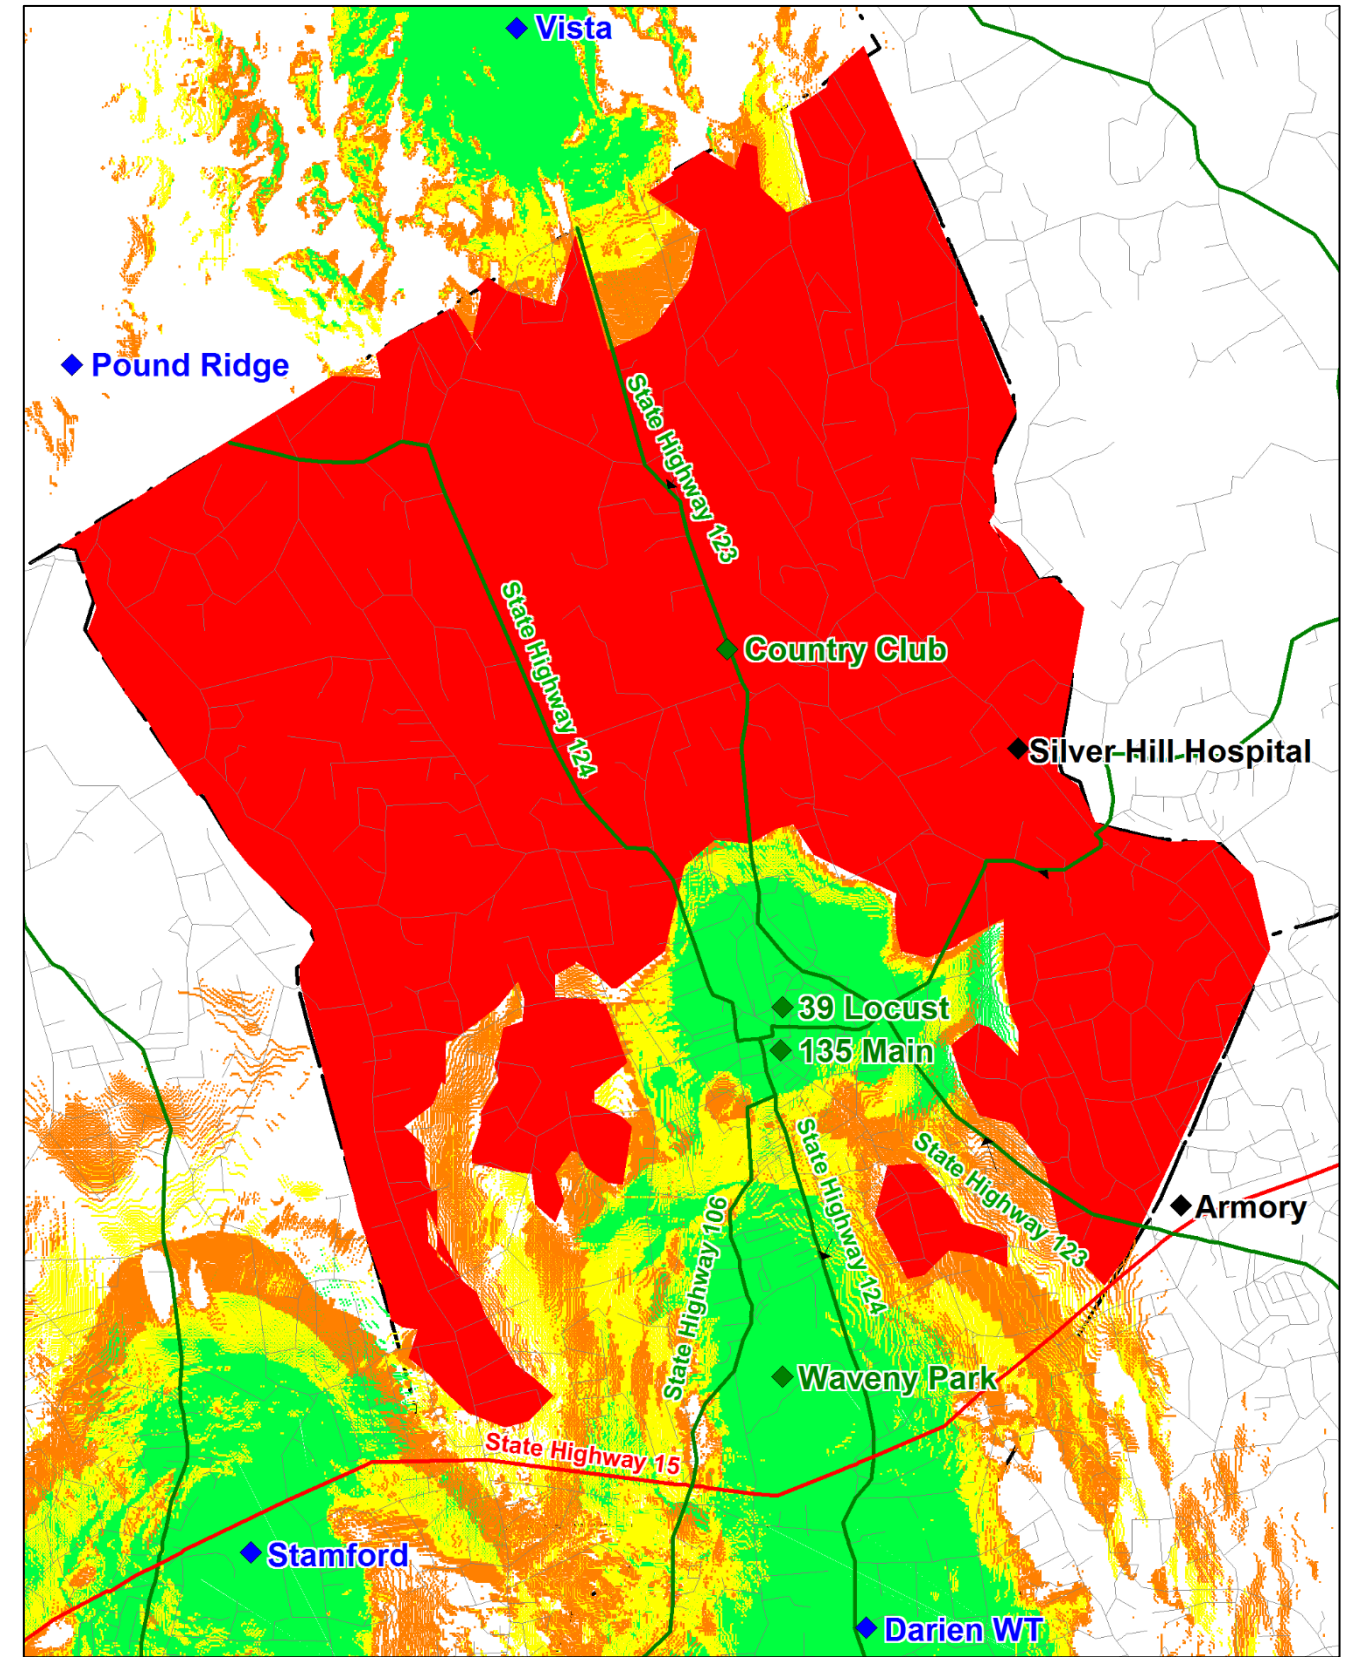 Vista
Pound Ridge
State Highway 123
State Highway 124
Country Club
Silver Hill Hospital
39 Locust
135 Main
State Highway 124
State Highway 123
State Highway 106
Armory
Waveny Park
State Highway 15
Stamford
Darien WT